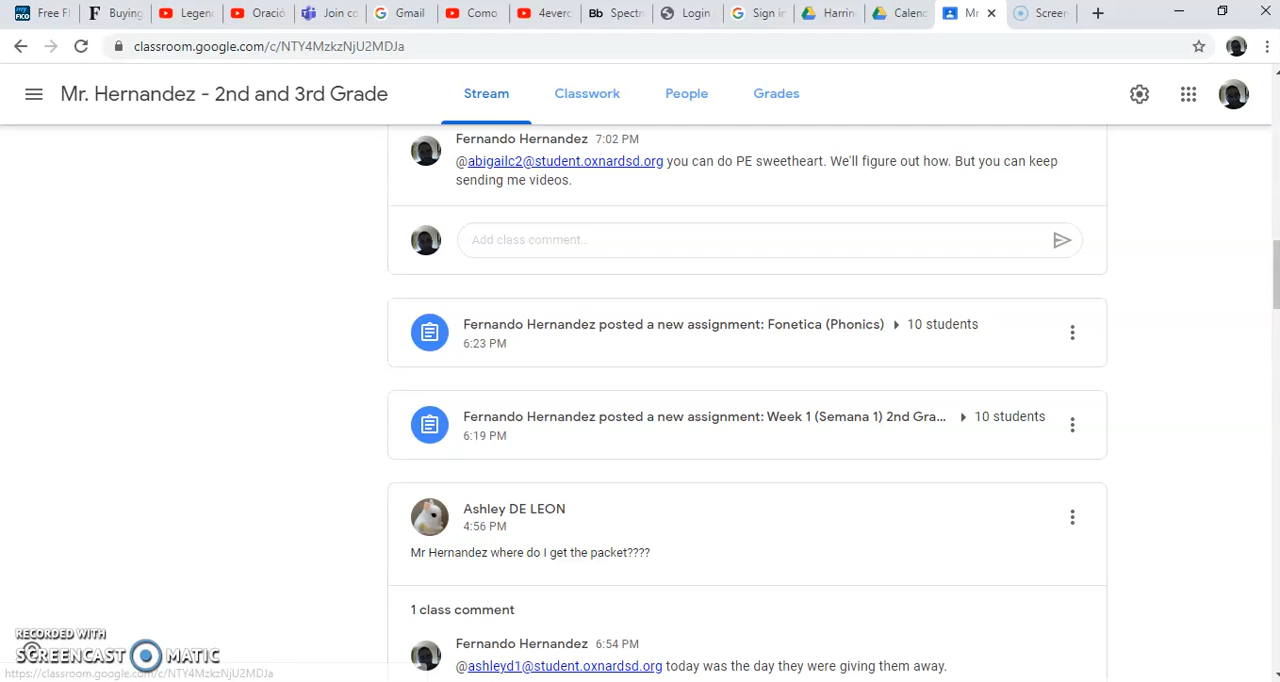 my FICO Free FI
F Buying
Legend
Oració
Join co
Gmail
Como
4everc
Bb Spectr
Login
Sign in
Harrin
Calend
Mr
Screen
classroom.google.com/c/NTY4MzkzNjU2MDJa
Mr. Hernandez - 2nd and 3rd Grade
Stream
Classwork
People
Grades
Fernando Hernandez 7:02 PM
@abigailc2@student.oxnardsd.org you can do PE sweetheart. We'll figure out how. But you can keep
sending me videos.
Add class comment...
Fernando Hernandez posted a new assignment: Fonetica (Phonics) 10 students
6:23 PM
Fernando Hernandez posted a new assignment: Week 1 (Semana 1) 2nd Gra... 10 students
6:19 PM
Ashley DE LEON
4:56 PM
Mr Hernandez where do I get the packet????
1 class comment
Fernando Hernandez 6:54 PM
@ashleyd1@student.oxnardsd.org today was the day they were giving them away.
RECORDED WITH
SCREENCAST MATIC
https://classroom.google.com/c/NTY4MzkzNjU2MDJa